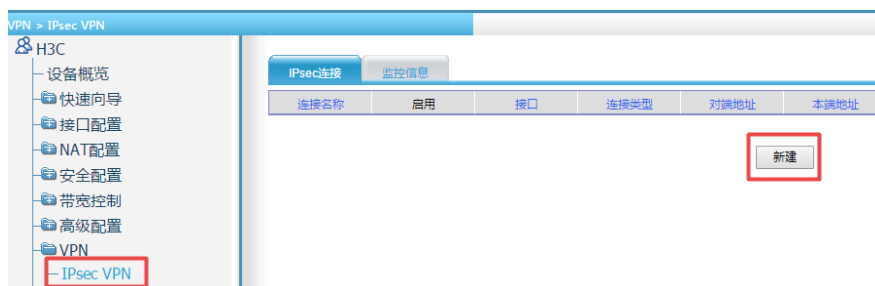 VPN > IPsec VPN
H3C
设备概览
快速向导
接口配置
NAT配置
安全配置
带宽控制
高级配置
VPN
IPsec VPN
IPsec连接 监控信息
连接名称 启用 接口 连接类型 对端地址 本端地址
新建